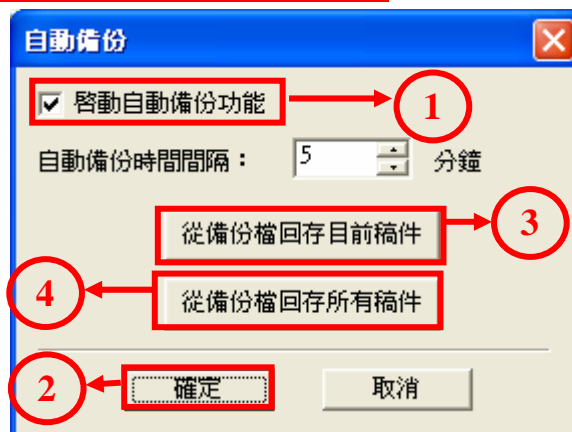 自動備份
啓動自動備份功能 1
自動備份時間間隔： 5 分鐘
從備份檔回存目前稿件 3
4 從備份檔回存所有稿件
2 確定 取消